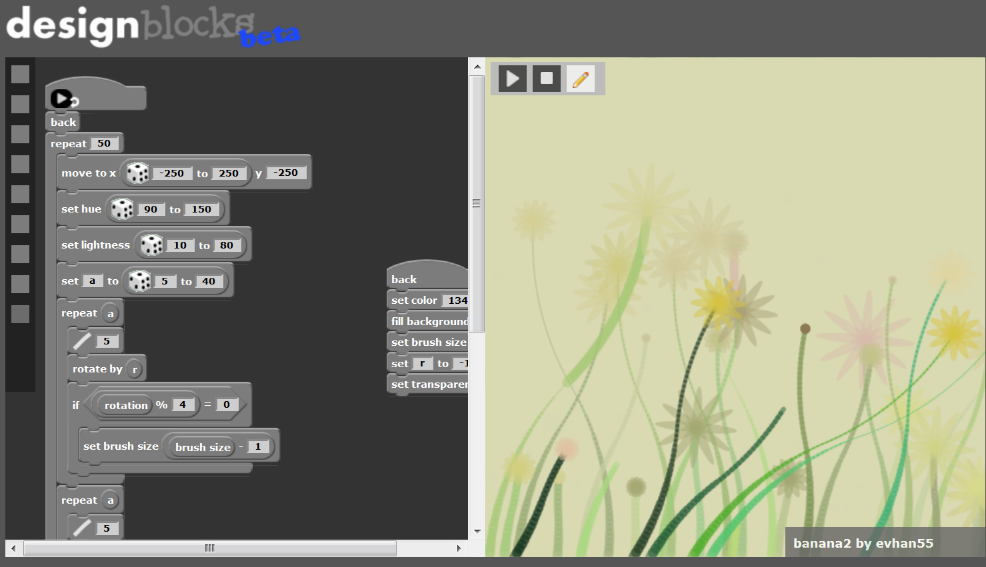 designblocks beta
back
repeat 50
move to x -250 to 250 y -250
set hue 90 to 150
set lightness 10 to 80
set a to 5 to 40
repeat a
5
rotate by r
if rotation % 4 = 0
set brush size brush size - 1
repeat a
5
back
set color 134
fill background
set brush size
set r to -1
set transparen
banana2 by evhan55